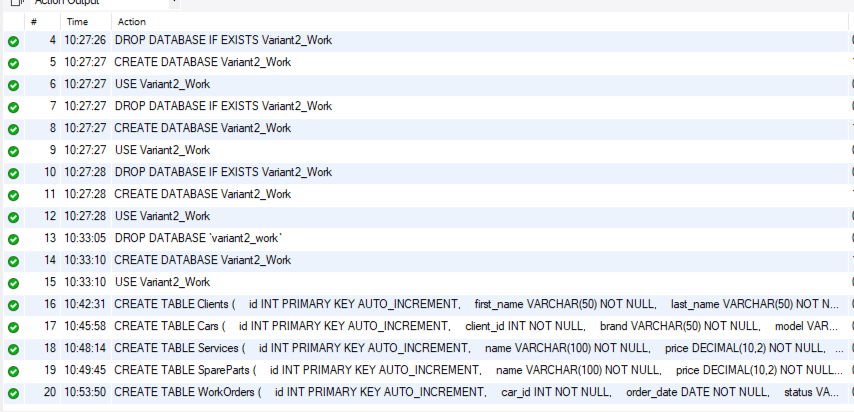 Action Output
# Time Action
4 10:27:26 DROP DATABASE IF EXISTS Variant2_Work
5 10:27:27 CREATE DATABASE Variant2_Work
6 10:27:27 USE Variant2_Work
7 10:27:27 DROP DATABASE IF EXISTS Variant2_Work
8 10:27:27 CREATE DATABASE Variant2_Work
9 10:27:27 USE Variant2_Work
10 10:27:28 DROP DATABASE IF EXISTS Variant2_Work
11 10:27:28 CREATE DATABASE Variant2_Work
12 10:27:28 USE Variant2_Work
13 10:33:05 DROP DATABASE `variant2_work`
14 10:33:10 CREATE DATABASE Variant2_Work
15 10:33:10 USE Variant2_Work
16 10:42:31 CREATE TABLE Clients ( id INT PRIMARY KEY AUTO_INCREMENT, first_name VARCHAR(50) NOT NULL, last_name VARCHAR(50) NOT N...
17 10:45:58 CREATE TABLE Cars ( id INT PRIMARY KEY AUTO_INCREMENT, client_id INT NOT NULL, brand VARCHAR(50) NOT NULL, model VAR...
18 10:48:14 CREATE TABLE Services ( id INT PRIMARY KEY AUTO_INCREMENT, name VARCHAR(100) NOT NULL, price DECIMAL(10,2) NOT NULL, ...
19 10:49:45 CREATE TABLE SpareParts ( id INT PRIMARY KEY AUTO_INCREMENT, name VARCHAR(100) NOT NULL, price DECIMAL(10,2) NOT NULL...
20 10:53:50 CREATE TABLE WorkOrders ( id INT PRIMARY KEY AUTO_INCREMENT, car_id INT NOT NULL, order_date DATE NOT NULL, status VA...